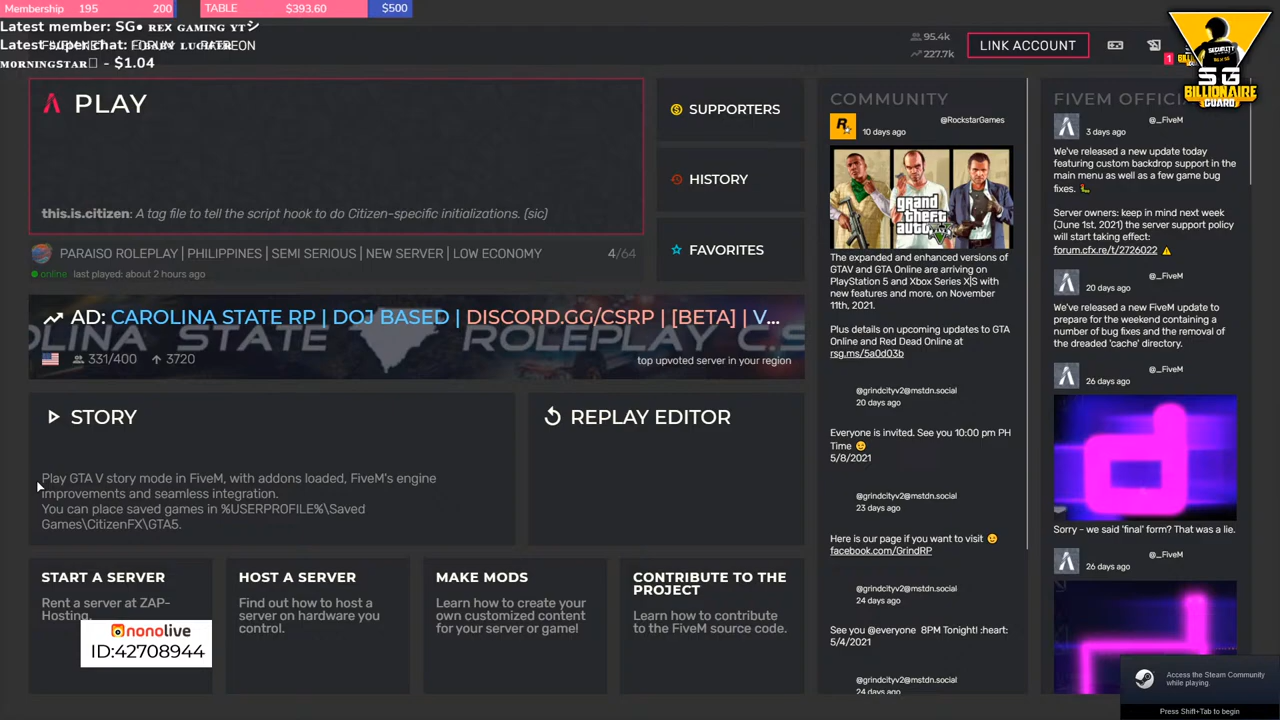 Membership 195 200
TABLE $393.60 $500
Latest member: SG● ʀᴇx ɢᴀᴍɪɴɢ ʏᴛシ
Latest super chat:
ᴍᴏʀɴɪɴɢsᴛᴀʀ - $1.04
95.4k
227.7k
LINK ACCOUNT
1
SECURITY
SG
BILLIONAIRE
GUARD
PLAY
this.is.citizen: A tag file to tell the script hook to do Citizen-specific initializations. (sic)
PARAISO ROLEPLAY | PHILIPPINES | SEMI SERIOUS | NEW SERVER | LOW ECONOMY 4/64
online last played: about 2 hours ago
SUPPORTERS
HISTORY
FAVORITES
AD: CAROLINA STATE RP | DOJ BASED | DISCORD.GG/CSRP | [BETA] | V...
331/400 3720
top upvoted server in your region
STORY
Play GTA V story mode in FiveM, with addons loaded, FiveM's engine
improvements and seamless integration.
You can place saved games in %USERPROFILE%\Saved
Games\CitizenFX\GTA5.
REPLAY EDITOR
START A SERVER
Rent a server at ZAP-
Hosting.
nonolive
ID:42708944
HOST A SERVER
Find out how to host a
server on hardware you
control.
MAKE MODS
Learn how to create your
own customized content
for your server or game!
CONTRIBUTE TO THE
PROJECT
Learn how to contribute
to the FiveM source code.
COMMUNITY
@RockstarGames
10 days ago
grand
theft
auto
V
The expanded and enhanced versions of
GTAV and GTA Online are arriving on
PlayStation 5 and Xbox Series X|S with
new features and more, on November
11th, 2021.
Plus details on upcoming updates to GTA
Online and Red Dead Online at
rsg.ms/5a0d03b
@grindcityv2@mstdn.social
20 days ago
Everyone is invited. See you 10:00 pm PH
Time 😉
5/8/2021
@grindcityv2@mstdn.social
23 days ago
Here is our page if you want to visit 😉
facebook.com/GrindRP
@grindcityv2@mstdn.social
24 days ago
See you @everyone 8PM Tonight! :heart:
5/4/2021
@grindcityv2@mstdn.social
24 days ago
FIVEM OFFICI
@_FiveM
3 days ago
We've released a new update today
featuring custom backdrop support in the
main menu as well as a few game bug
fixes. 🐛
Server owners: keep in mind next week
(June 1st, 2021) the server support policy
will start taking effect:
forum.cfx.re/t/2726022 ⚠️
@_FiveM
20 days ago
We've released a new FiveM update to
prepare for the weekend containing a
number of bug fixes and the removal of
the dreaded 'cache' directory.
@_FiveM
26 days ago
Sorry - we said 'final' form? That was a lie.
@_FiveM
26 days ago
Access the Steam Community
while playing.
Press Shift+Tab to begin